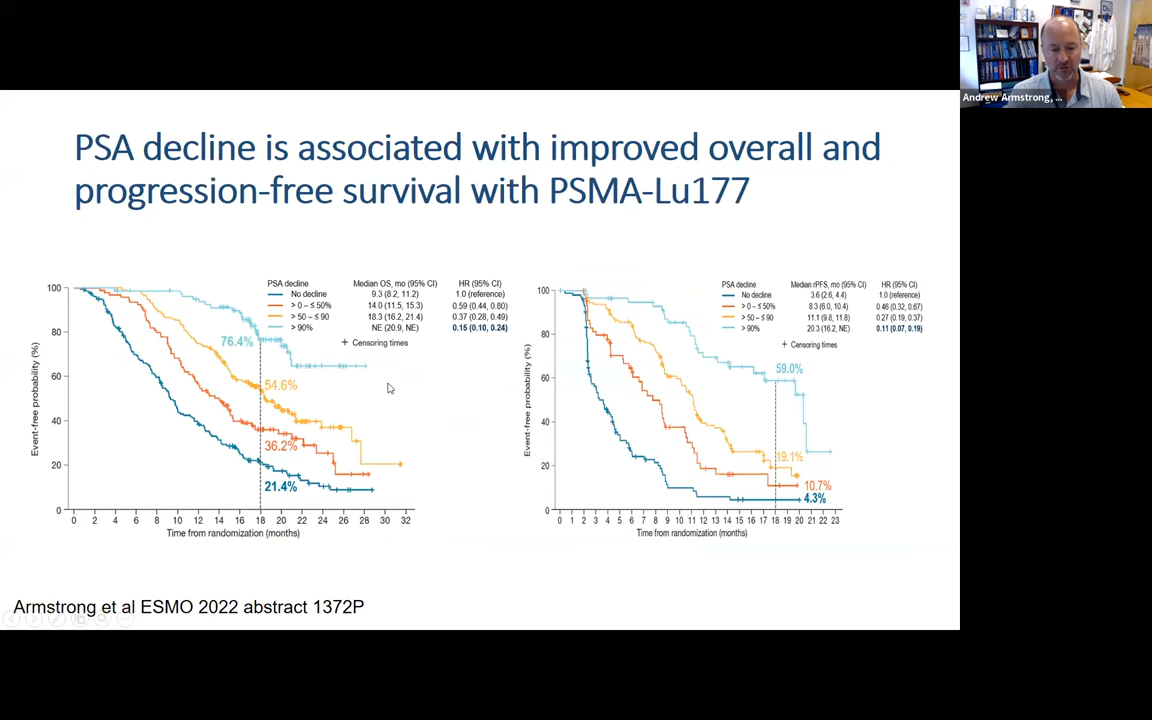 Andrew Armstrong, ...
PSA decline is associated with improved overall and
progression-free survival with PSMA-Lu177
PSA decline Median OS, mo (95% CI) HR (95% CI)
No decline 9.3 (8.2, 11.2) 1.0 (reference)
> 0 – ≤ 50% 14.0 (11.5, 15.3) 0.59 (0.44, 0.80)
> 50 – ≤ 90 18.3 (16.2, 21.4) 0.37 (0.28, 0.49)
> 90% NE (20.9, NE) 0.15 (0.10, 0.24)
+ Censoring times
Event-free probability (%)
100
80
60
40
20
0
76.4%
54.6%
36.2%
21.4%
0 2 4 6 8 10 12 14 16 18 20 22 24 26 28 30 32
Time from randomization (months)
PSA decline Median rPFS, mo (95% CI) HR (95% CI)
No decline 3.6 (2.6, 4.4) 1.0 (reference)
> 0 – ≤ 50% 8.3 (6.0, 10.4) 0.46 (0.32, 0.67)
> 50 – ≤ 90 11.1 (9.8, 11.8) 0.27 (0.19, 0.37)
> 90% 20.3 (16.2, NE) 0.11 (0.07, 0.19)
+ Censoring times
Event-free probability (%)
100
80
60
40
20
0
59.0%
19.1%
10.7%
4.3%
0 1 2 3 4 5 6 7 8 9 10 11 12 13 14 15 16 17 18 19 20 21 22 23
Time from randomization (months)
Armstrong et al ESMO 2022 abstract 1372P